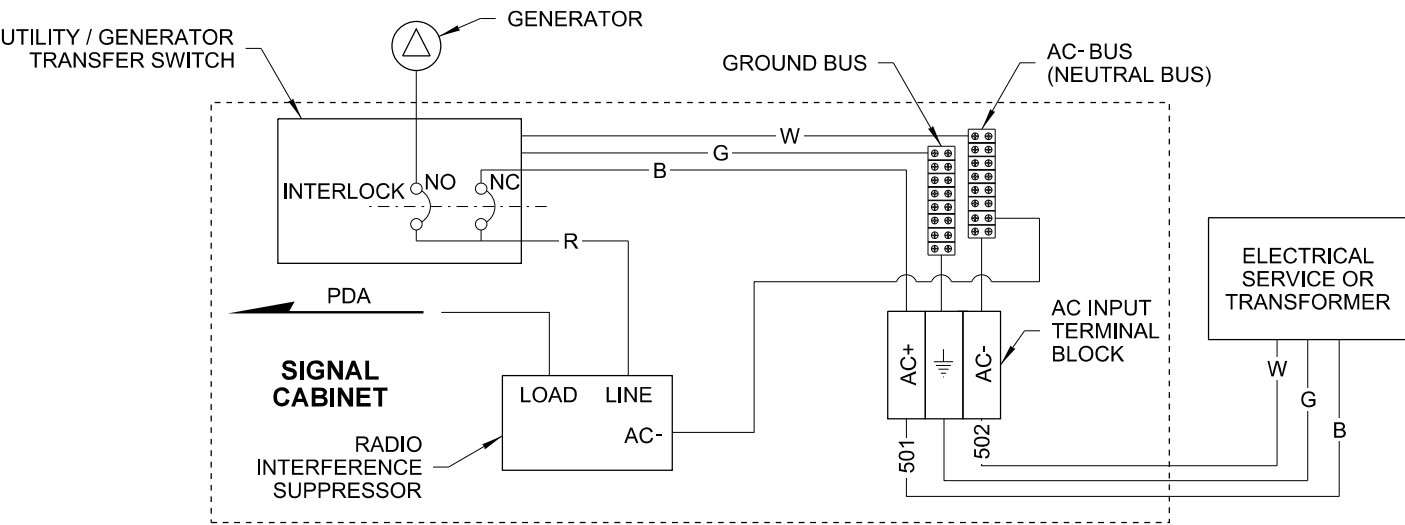 GENERATOR
UTILITY / GENERATOR
TRANSFER SWITCH
GROUND BUS
AC- BUS
(NEUTRAL BUS)
W
G
B
INTERLOCK
NO
NC
R
PDA
SIGNAL
CABINET
LOAD
LINE
AC-
RADIO
INTERFERENCE
SUPPRESSOR
AC+
AC-
AC INPUT
TERMINAL
BLOCK
501
502
ELECTRICAL
SERVICE OR
TRANSFORMER
W
G
B